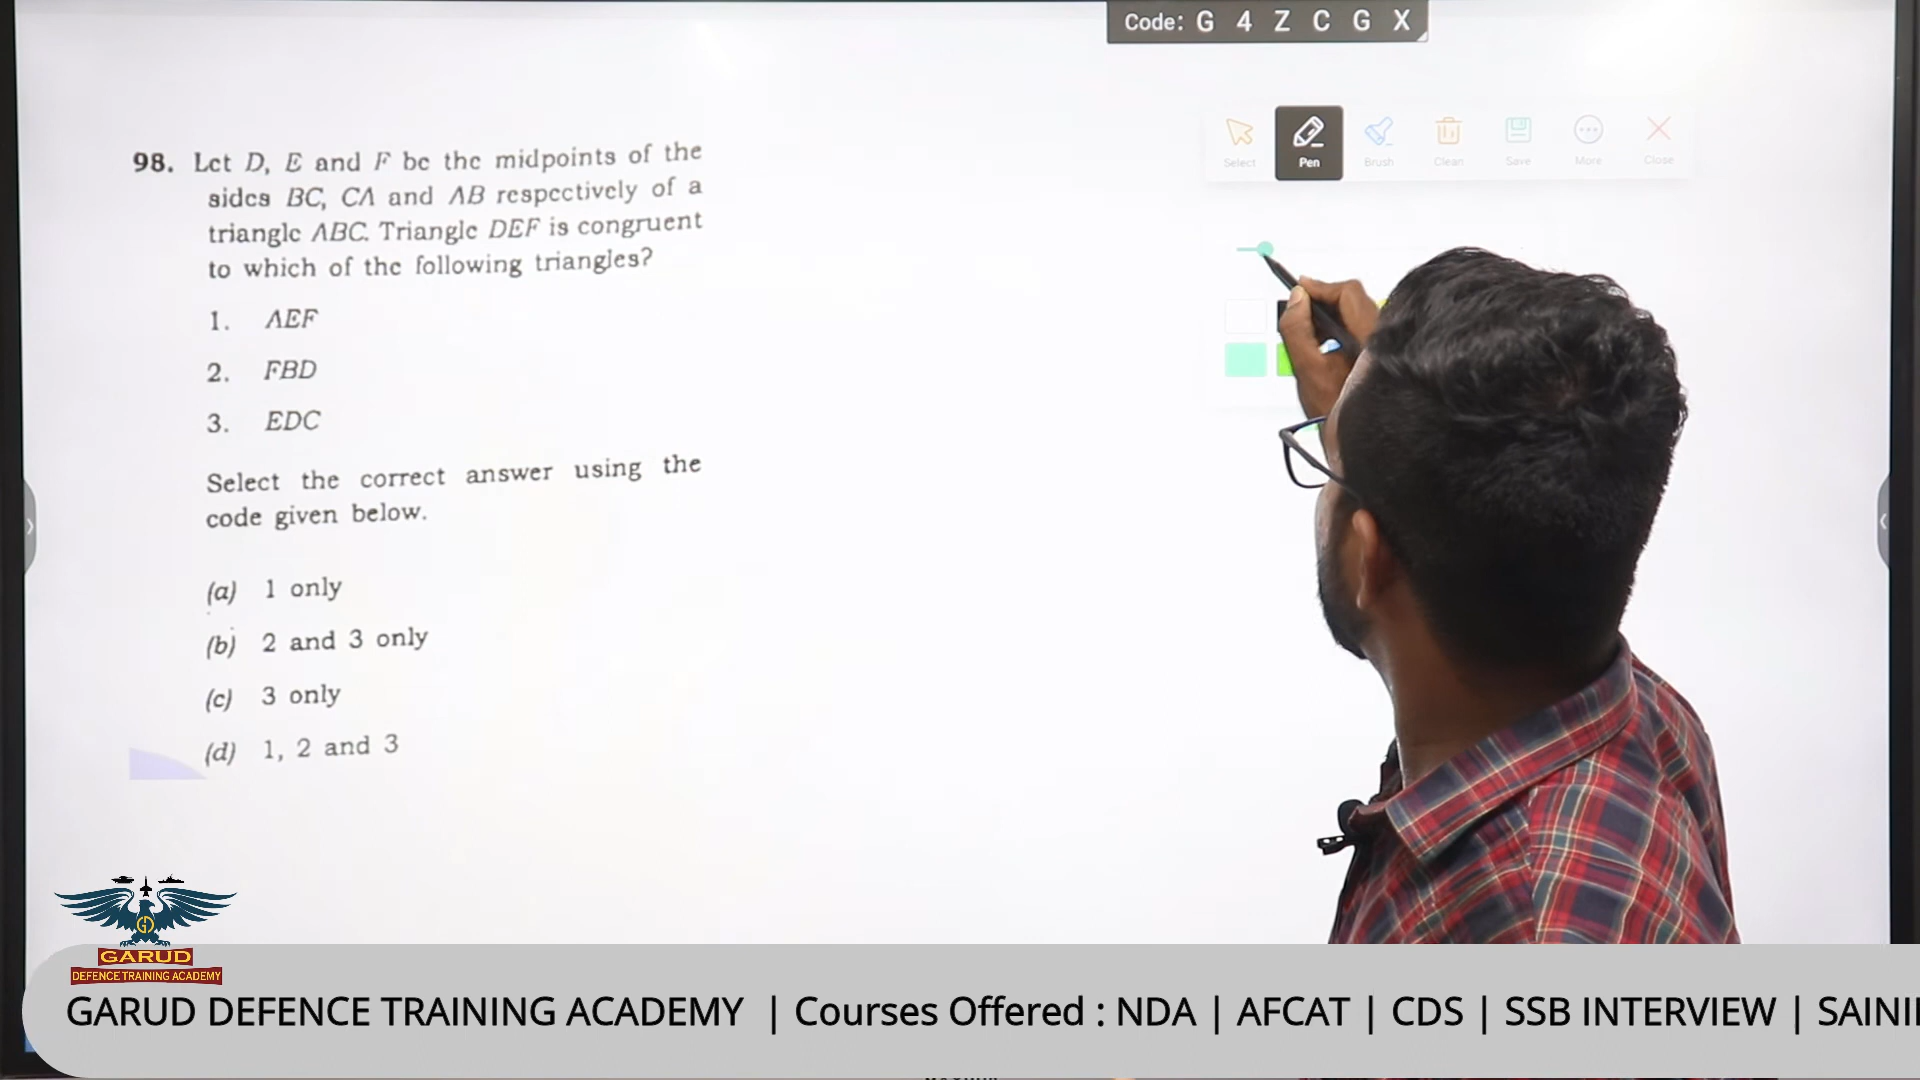 Code: G 4 Z C G X
Select Pen Brush Clean Save More Close
98. Let D, E and F be the midpoints of the
sides BC, CA and AB respectively of a
triangle ABC. Triangle DEF is congruent
to which of the following triangles?
1. AEF
2. FBD
3. EDC
Select the correct answer using the
code given below.
(a) 1 only
(b) 2 and 3 only
(c) 3 only
(d) 1, 2 and 3
GD
GARUD
DEFENCE TRAINING ACADEMY
GARUD DEFENCE TRAINING ACADEMY | Courses Offered : NDA | AFCAT | CDS | SSB INTERVIEW |